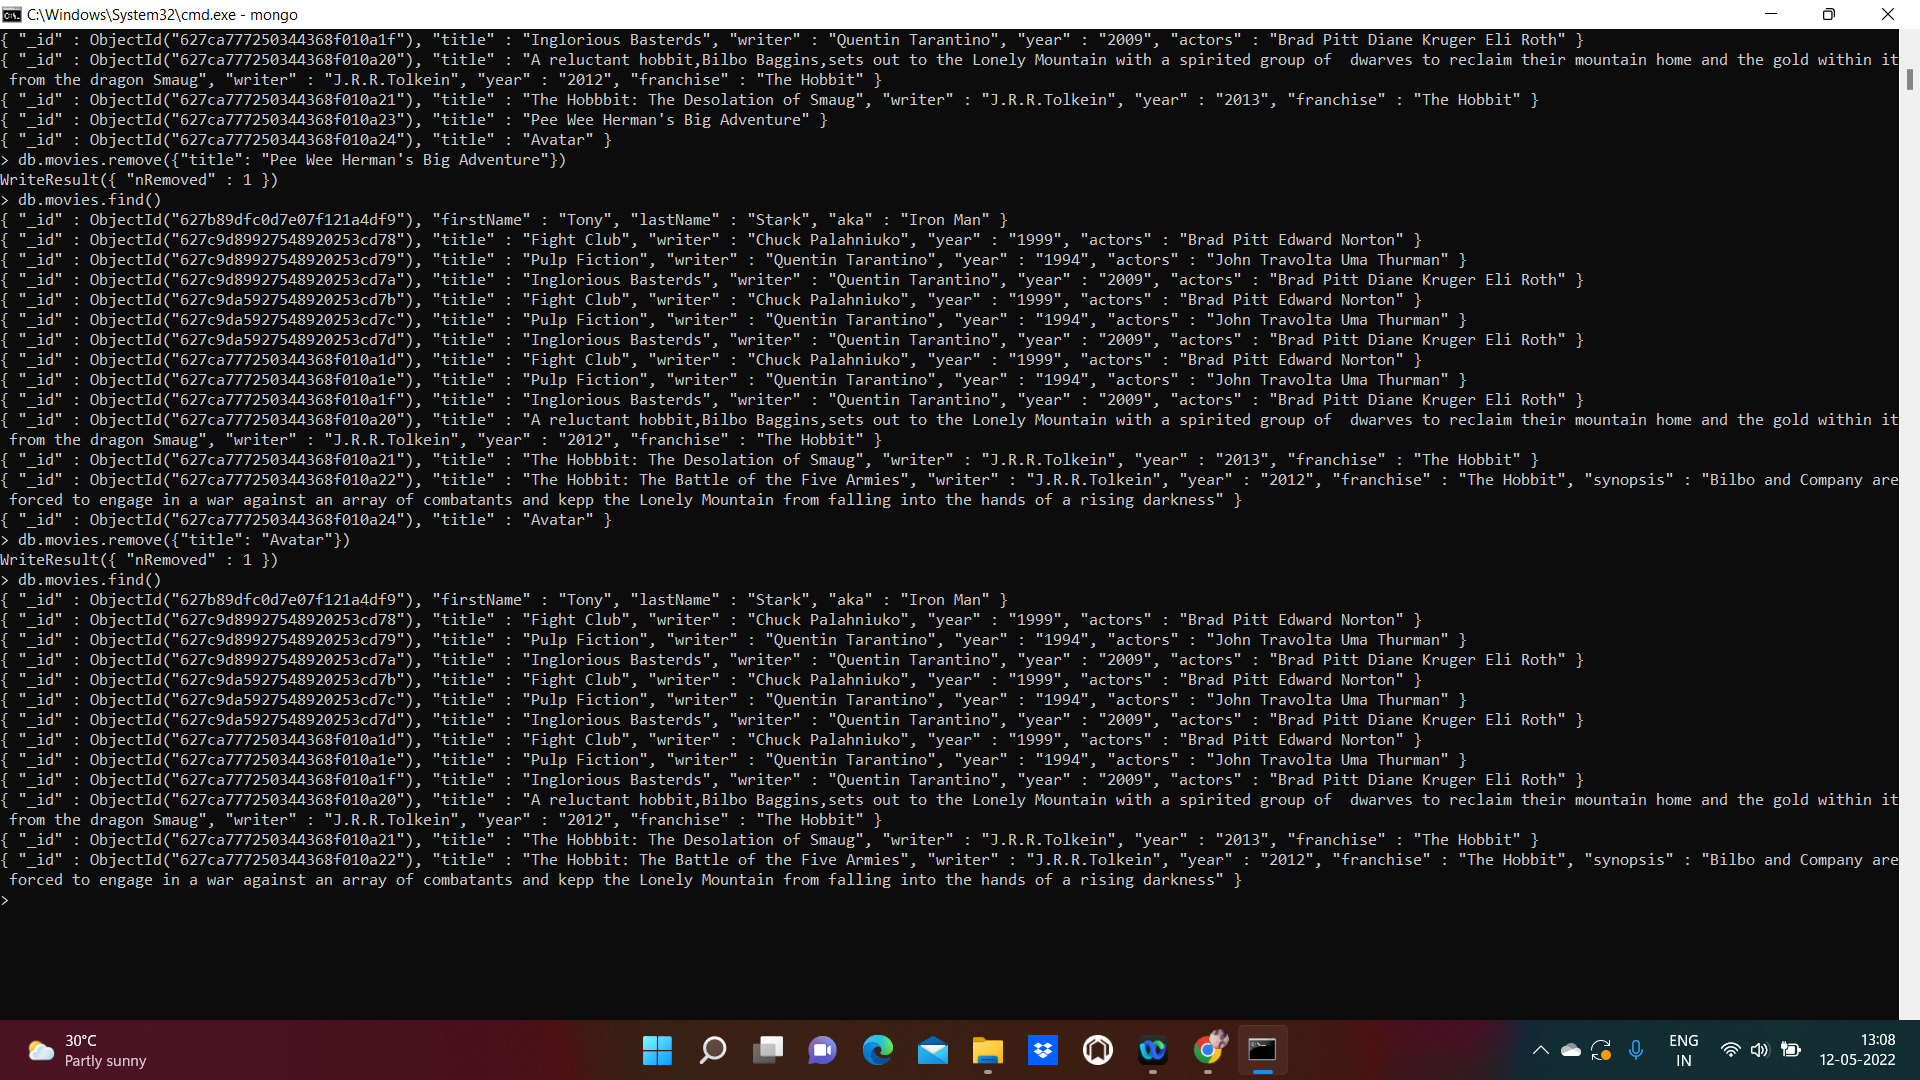 C:\Windows\System32\cmd.exe - mongo
{ "_id" : ObjectId("627ca777250344368f010a1f"), "title" : "Inglorious Basterds", "writer" : "Quentin Tarantino", "year" : "2009", "actors" : "Brad Pitt Diane Kruger Eli Roth" }
{ "_id" : ObjectId("627ca777250344368f010a20"), "title" : "A reluctant hobbit,Bilbo Baggins,sets out to the Lonely Mountain with a spirited group of  dwarves to reclaim their mountain home and the gold within it
 from the dragon Smaug", "writer" : "J.R.R.Tolkein", "year" : "2012", "franchise" : "The Hobbit" }
{ "_id" : ObjectId("627ca777250344368f010a21"), "title" : "The Hobbbit: The Desolation of Smaug", "writer" : "J.R.R.Tolkein", "year" : "2013", "franchise" : "The Hobbit" }
{ "_id" : ObjectId("627ca777250344368f010a23"), "title" : "Pee Wee Herman's Big Adventure" }
{ "_id" : ObjectId("627ca777250344368f010a24"), "title" : "Avatar" }
> db.movies.remove({"title": "Pee Wee Herman's Big Adventure"})
WriteResult({ "nRemoved" : 1 })
> db.movies.find()
{ "_id" : ObjectId("627b89dfc0d7e07f121a4df9"), "firstName" : "Tony", "lastName" : "Stark", "aka" : "Iron Man" }
{ "_id" : ObjectId("627c9d89927548920253cd78"), "title" : "Fight Club", "writer" : "Chuck Palahniuko", "year" : "1999", "actors" : "Brad Pitt Edward Norton" }
{ "_id" : ObjectId("627c9d89927548920253cd79"), "title" : "Pulp Fiction", "writer" : "Quentin Tarantino", "year" : "1994", "actors" : "John Travolta Uma Thurman" }
{ "_id" : ObjectId("627c9d89927548920253cd7a"), "title" : "Inglorious Basterds", "writer" : "Quentin Tarantino", "year" : "2009", "actors" : "Brad Pitt Diane Kruger Eli Roth" }
{ "_id" : ObjectId("627c9da5927548920253cd7b"), "title" : "Fight Club", "writer" : "Chuck Palahniuko", "year" : "1999", "actors" : "Brad Pitt Edward Norton" }
{ "_id" : ObjectId("627c9da5927548920253cd7c"), "title" : "Pulp Fiction", "writer" : "Quentin Tarantino", "year" : "1994", "actors" : "John Travolta Uma Thurman" }
{ "_id" : ObjectId("627c9da5927548920253cd7d"), "title" : "Inglorious Basterds", "writer" : "Quentin Tarantino", "year" : "2009", "actors" : "Brad Pitt Diane Kruger Eli Roth" }
{ "_id" : ObjectId("627ca777250344368f010a1d"), "title" : "Fight Club", "writer" : "Chuck Palahniuko", "year" : "1999", "actors" : "Brad Pitt Edward Norton" }
{ "_id" : ObjectId("627ca777250344368f010a1e"), "title" : "Pulp Fiction", "writer" : "Quentin Tarantino", "year" : "1994", "actors" : "John Travolta Uma Thurman" }
{ "_id" : ObjectId("627ca777250344368f010a1f"), "title" : "Inglorious Basterds", "writer" : "Quentin Tarantino", "year" : "2009", "actors" : "Brad Pitt Diane Kruger Eli Roth" }
{ "_id" : ObjectId("627ca777250344368f010a20"), "title" : "A reluctant hobbit,Bilbo Baggins,sets out to the Lonely Mountain with a spirited group of  dwarves to reclaim their mountain home and the gold within it
 from the dragon Smaug", "writer" : "J.R.R.Tolkein", "year" : "2012", "franchise" : "The Hobbit" }
{ "_id" : ObjectId("627ca777250344368f010a21"), "title" : "The Hobbbit: The Desolation of Smaug", "writer" : "J.R.R.Tolkein", "year" : "2013", "franchise" : "The Hobbit" }
{ "_id" : ObjectId("627ca777250344368f010a22"), "title" : "The Hobbit: The Battle of the Five Armies", "writer" : "J.R.R.Tolkein", "year" : "2012", "franchise" : "The Hobbit", "synopsis" : "Bilbo and Company are
 forced to engage in a war against an array of combatants and kepp the Lonely Mountain from falling into the hands of a rising darkness" }
{ "_id" : ObjectId("627ca777250344368f010a24"), "title" : "Avatar" }
> db.movies.remove({"title": "Avatar"})
WriteResult({ "nRemoved" : 1 })
> db.movies.find()
{ "_id" : ObjectId("627b89dfc0d7e07f121a4df9"), "firstName" : "Tony", "lastName" : "Stark", "aka" : "Iron Man" }
{ "_id" : ObjectId("627c9d89927548920253cd78"), "title" : "Fight Club", "writer" : "Chuck Palahniuko", "year" : "1999", "actors" : "Brad Pitt Edward Norton" }
{ "_id" : ObjectId("627c9d89927548920253cd79"), "title" : "Pulp Fiction", "writer" : "Quentin Tarantino", "year" : "1994", "actors" : "John Travolta Uma Thurman" }
{ "_id" : ObjectId("627c9d89927548920253cd7a"), "title" : "Inglorious Basterds", "writer" : "Quentin Tarantino", "year" : "2009", "actors" : "Brad Pitt Diane Kruger Eli Roth" }
{ "_id" : ObjectId("627c9da5927548920253cd7b"), "title" : "Fight Club", "writer" : "Chuck Palahniuko", "year" : "1999", "actors" : "Brad Pitt Edward Norton" }
{ "_id" : ObjectId("627c9da5927548920253cd7c"), "title" : "Pulp Fiction", "writer" : "Quentin Tarantino", "year" : "1994", "actors" : "John Travolta Uma Thurman" }
{ "_id" : ObjectId("627c9da5927548920253cd7d"), "title" : "Inglorious Basterds", "writer" : "Quentin Tarantino", "year" : "2009", "actors" : "Brad Pitt Diane Kruger Eli Roth" }
{ "_id" : ObjectId("627ca777250344368f010a1d"), "title" : "Fight Club", "writer" : "Chuck Palahniuko", "year" : "1999", "actors" : "Brad Pitt Edward Norton" }
{ "_id" : ObjectId("627ca777250344368f010a1e"), "title" : "Pulp Fiction", "writer" : "Quentin Tarantino", "year" : "1994", "actors" : "John Travolta Uma Thurman" }
{ "_id" : ObjectId("627ca777250344368f010a1f"), "title" : "Inglorious Basterds", "writer" : "Quentin Tarantino", "year" : "2009", "actors" : "Brad Pitt Diane Kruger Eli Roth" }
{ "_id" : ObjectId("627ca777250344368f010a20"), "title" : "A reluctant hobbit,Bilbo Baggins,sets out to the Lonely Mountain with a spirited group of  dwarves to reclaim their mountain home and the gold within it
 from the dragon Smaug", "writer" : "J.R.R.Tolkein", "year" : "2012", "franchise" : "The Hobbit" }
{ "_id" : ObjectId("627ca777250344368f010a21"), "title" : "The Hobbbit: The Desolation of Smaug", "writer" : "J.R.R.Tolkein", "year" : "2013", "franchise" : "The Hobbit" }
{ "_id" : ObjectId("627ca777250344368f010a22"), "title" : "The Hobbit: The Battle of the Five Armies", "writer" : "J.R.R.Tolkein", "year" : "2012", "franchise" : "The Hobbit", "synopsis" : "Bilbo and Company are
 forced to engage in a war against an array of combatants and kepp the Lonely Mountain from falling into the hands of a rising darkness" }
>
30°C
Partly sunny
ENG
IN
13:08
12-05-2022